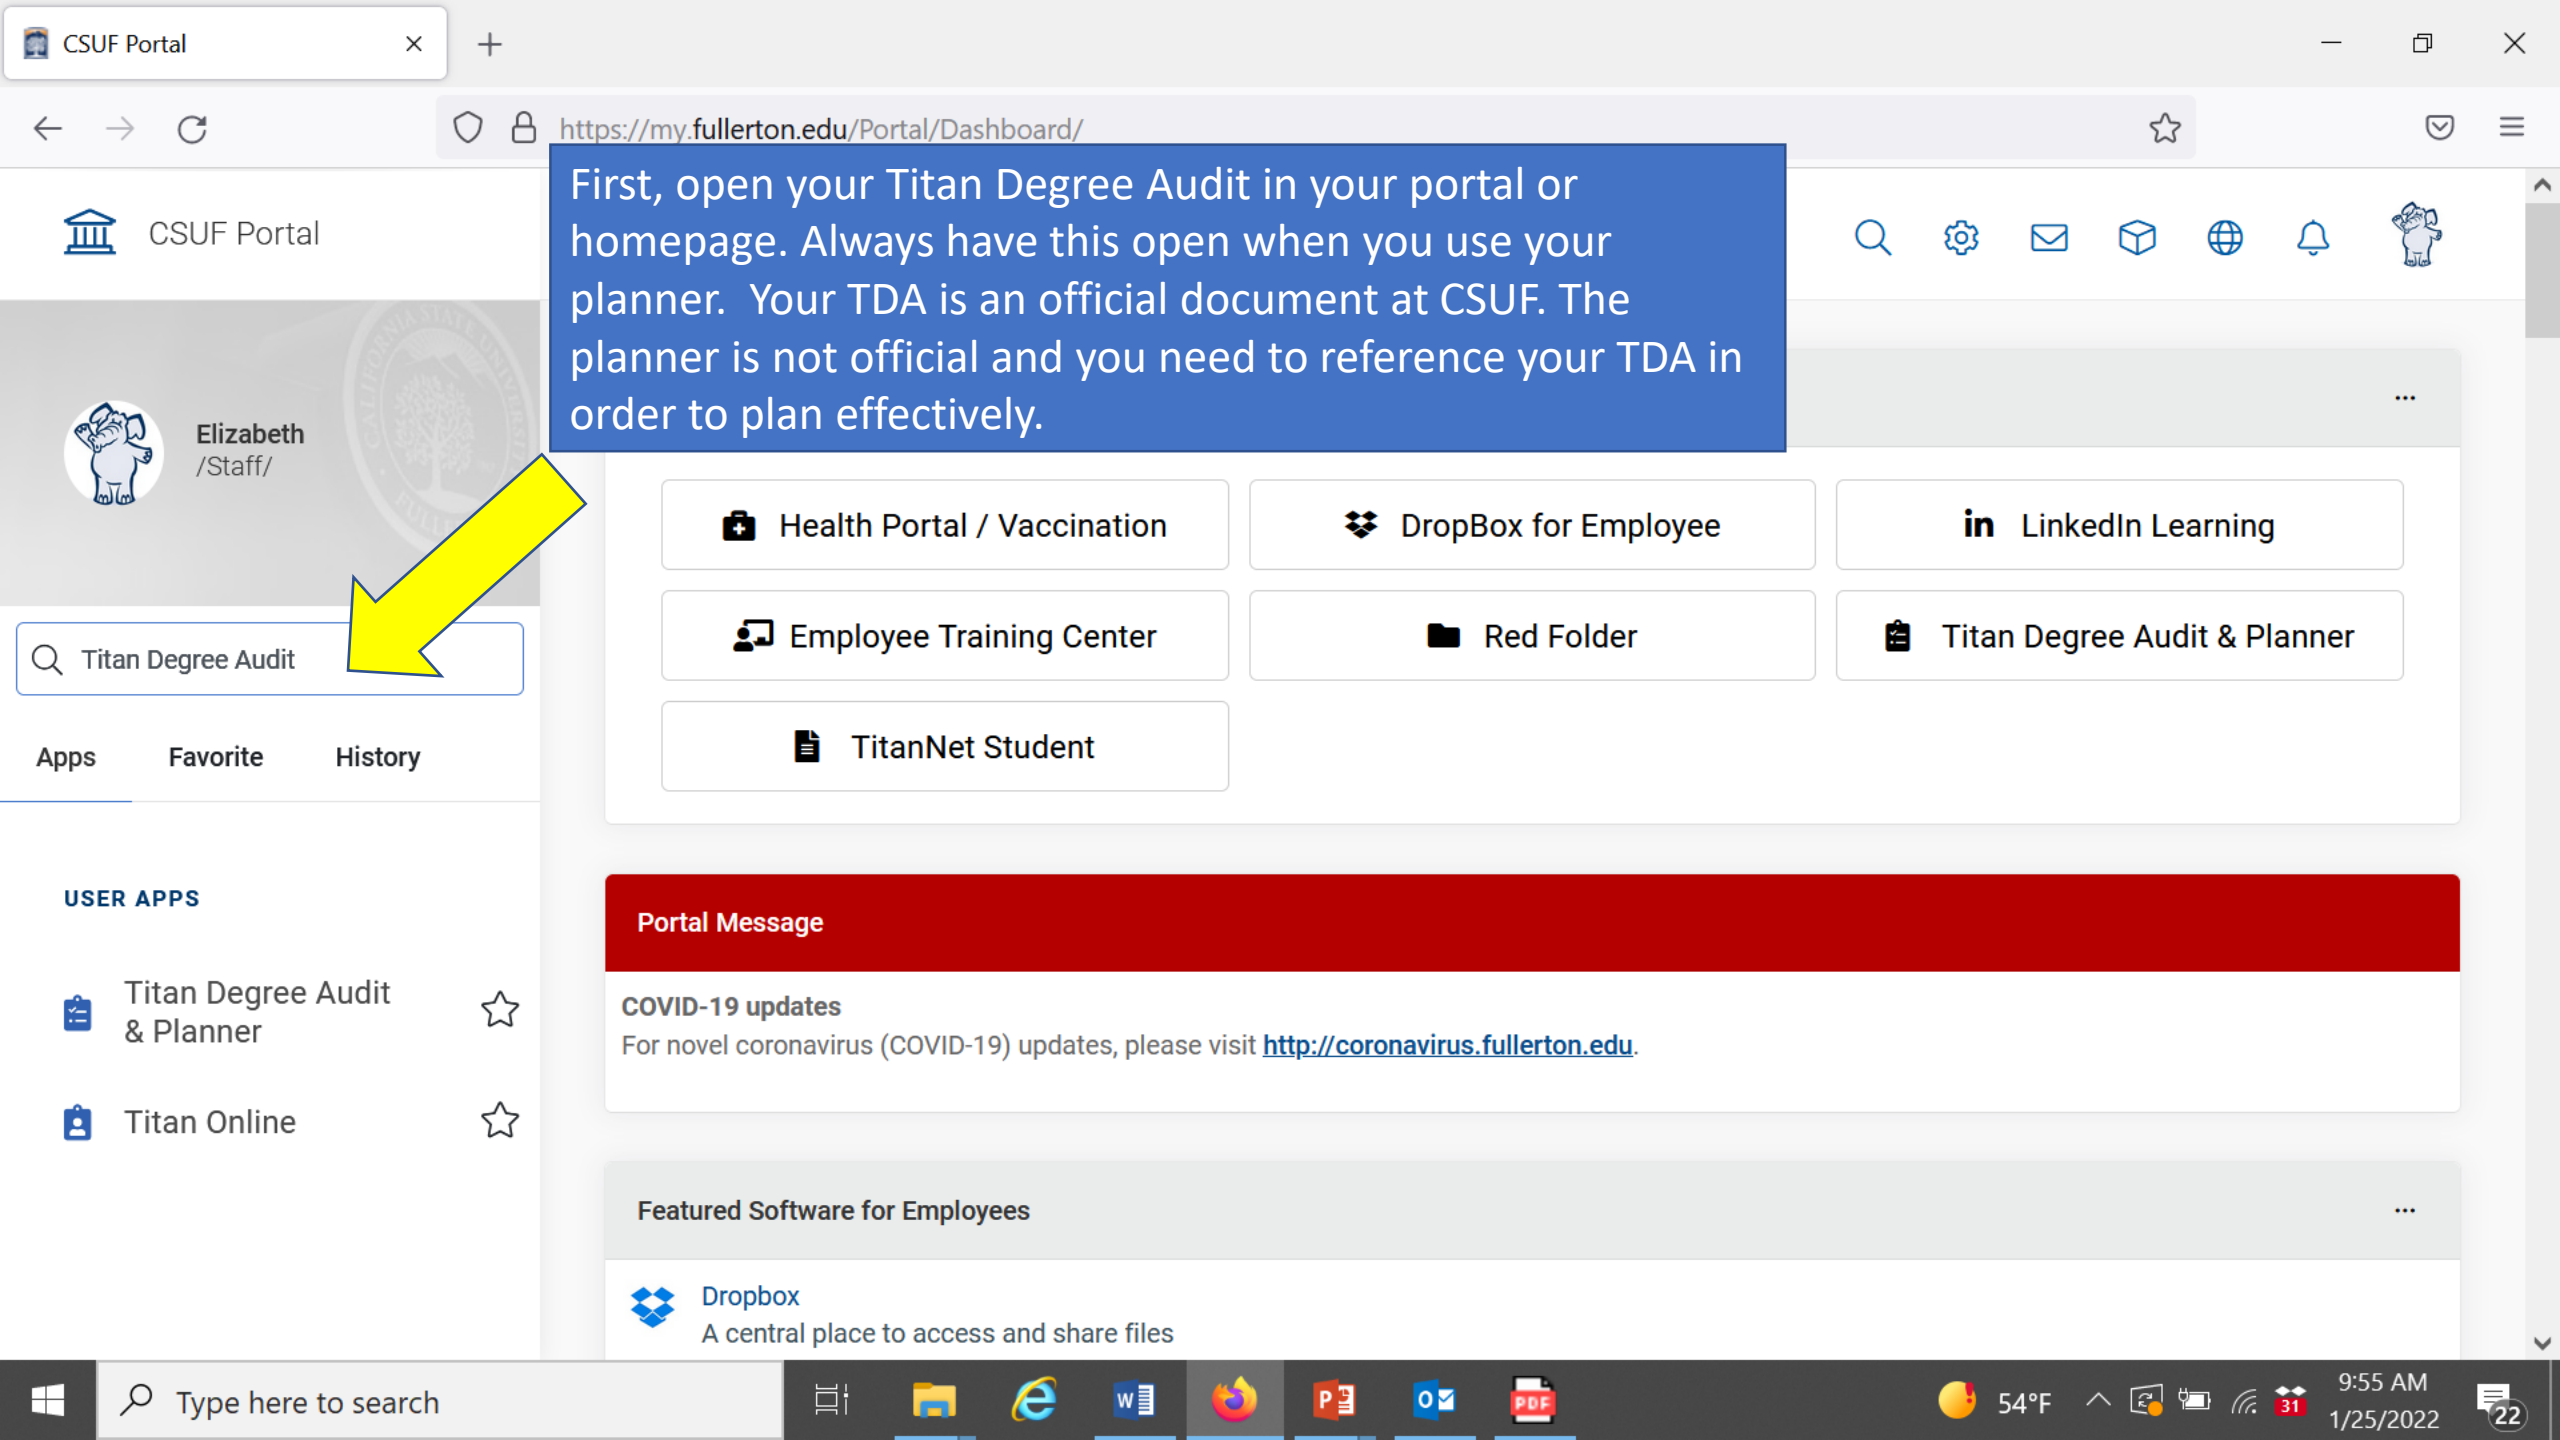 CSUF Portal
https://my.fullerton.edu/Portal/Dashboard/
First, open your Titan Degree Audit in your portal or
homepage. Always have this open when you use your
planner.  Your TDA is an official document at CSUF. The
planner is not official and you need to reference your TDA in
order to plan effectively.
CSUF Portal
Elizabeth
/Staff/
Titan Degree Audit
Apps Favorite History
USER APPS
Titan Degree Audit
& Planner
Titan Online
Health Portal / Vaccination
DropBox for Employee
in LinkedIn Learning
Employee Training Center
Red Folder
Titan Degree Audit & Planner
TitanNet Student
Portal Message
COVID-19 updates
For novel coronavirus (COVID-19) updates, please visit http://coronavirus.fullerton.edu.
Featured Software for Employees
Dropbox
A central place to access and share files
Type here to search
PDF
54°F
31
9:55 AM
1/25/2022
22